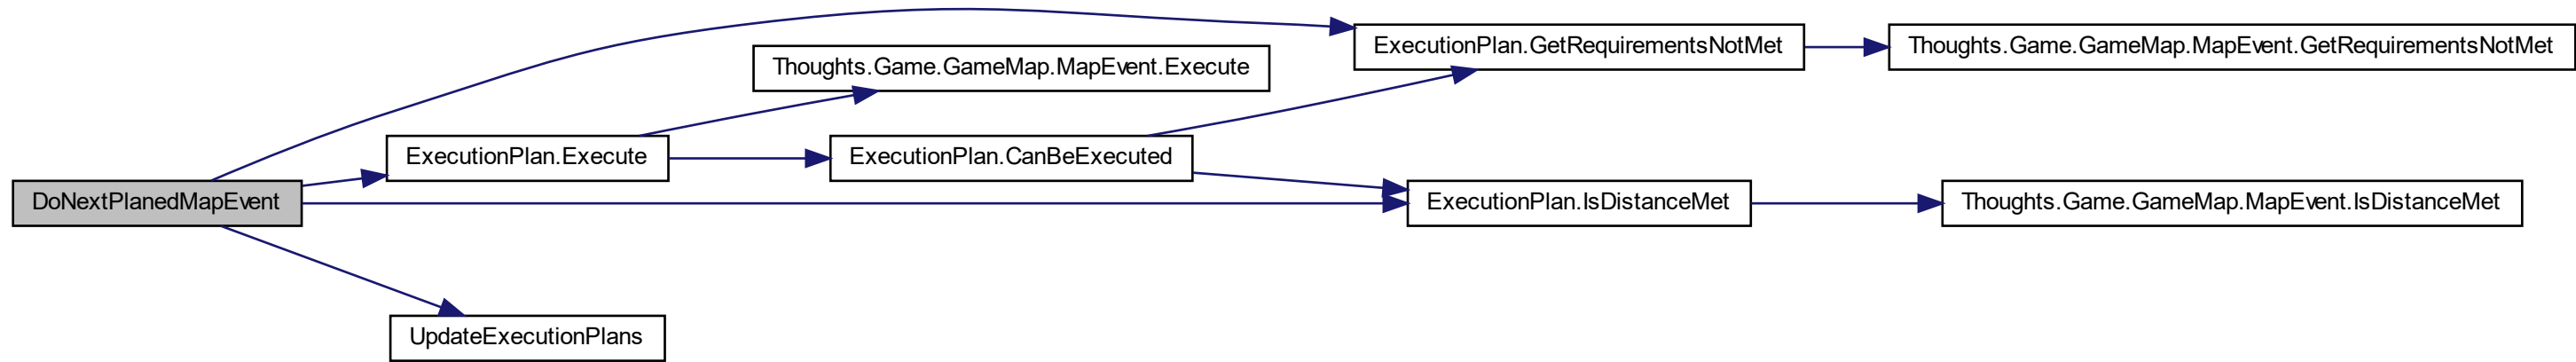 DoNextPlanedMapEvent
ExecutionPlan.Execute
UpdateExecutionPlans
Thoughts.Game.GameMap.MapEvent.Execute
ExecutionPlan.CanBeExecuted
ExecutionPlan.GetRequirementsNotMet
ExecutionPlan.IsDistanceMet
Thoughts.Game.GameMap.MapEvent.GetRequirementsNotMet
Thoughts.Game.GameMap.MapEvent.IsDistanceMet